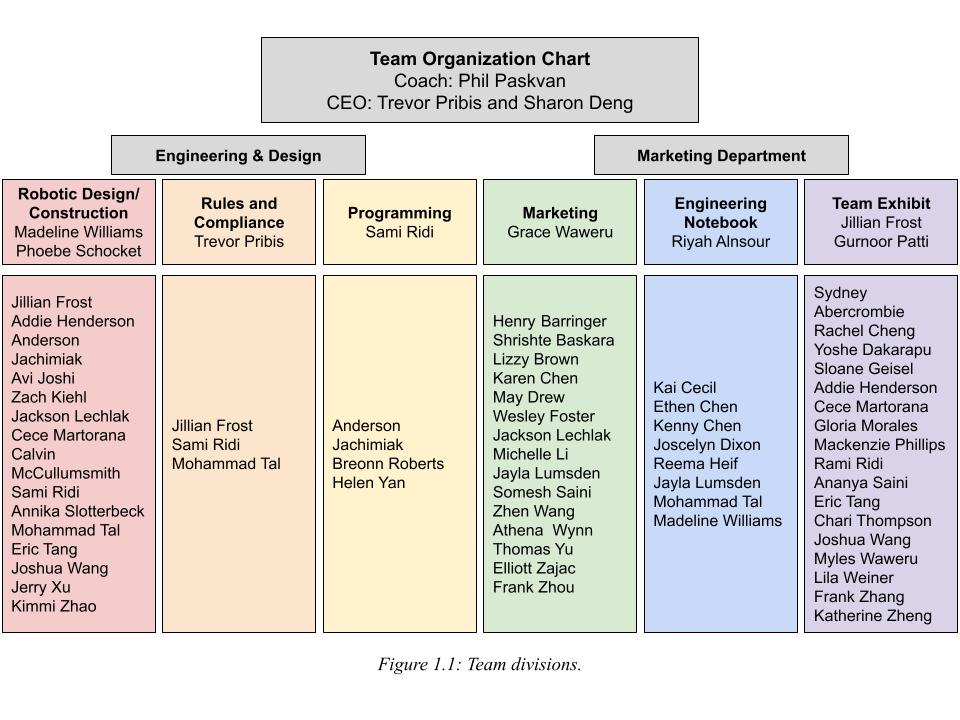 Team Organization Chart
Coach: Phil Paskvan
CEO: Trevor Pribis and Sharon Deng
Engineering & Design
Marketing Department
Robotic Design/
Construction
Madeline Williams
Phoebe Schocket
Rules and
Compliance
Trevor Pribis
Programming
Sami Ridi
Marketing
Grace Waweru
Engineering
Notebook
Riyah Alnsour
Team Exhibit
Jillian Frost
Gurnoor Patti
Jillian Frost
Addie Henderson
Anderson
Jachimiak
Avi Joshi
Zach Kiehl
Jackson Lechlak
Cece Martorana
Calvin
McCullumsmith
Sami Ridi
Annika Slotterbeck
Mohammad Tal
Eric Tang
Joshua Wang
Jerry Xu
Kimmi Zhao
Jillian Frost
Sami Ridi
Mohammad Tal
Anderson
Jachimiak
Breonn Roberts
Helen Yan
Henry Barringer
Shrishte Baskara
Lizzy Brown
Karen Chen
May Drew
Wesley Foster
Jackson Lechlak
Michelle Li
Jayla Lumsden
Somesh Saini
Zhen Wang
Athena  Wynn
Thomas Yu
Elliott Zajac
Frank Zhou
Kai Cecil
Ethen Chen
Kenny Chen
Joscelyn Dixon
Reema Heif
Jayla Lumsden
Mohammad Tal
Madeline Williams
Sydney
Abercrombie
Rachel Cheng
Yoshe Dakarapu
Sloane Geisel
Addie Henderson
Cece Martorana
Gloria Morales
Mackenzie Phillips
Rami Ridi
Ananya Saini
Eric Tang
Chari Thompson
Joshua Wang
Myles Waweru
Lila Weiner
Frank Zhang
Katherine Zheng
Figure 1.1: Team divisions.